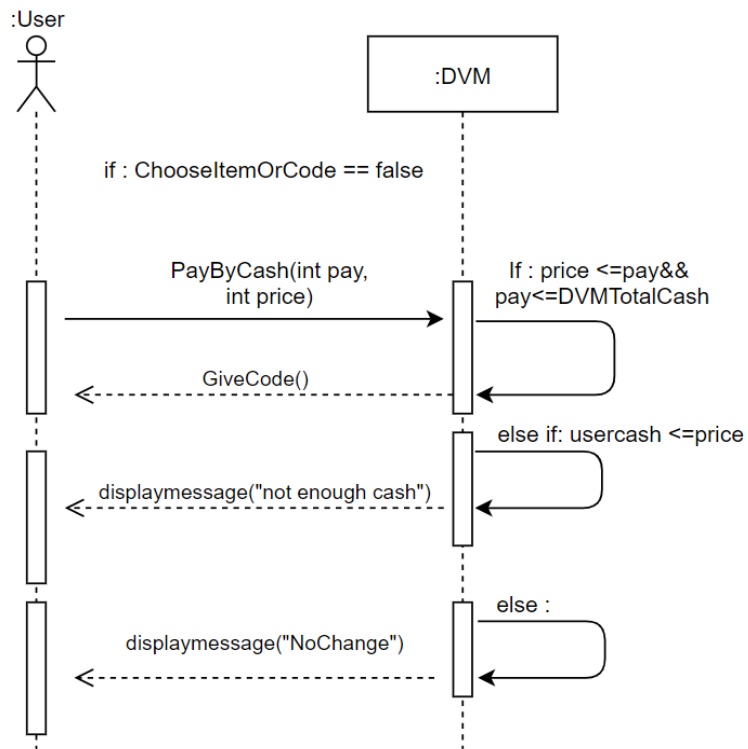 :User
:DVM
if : ChooseItemOrCode == false
PayByCash(int pay,
int price)
If : price <=pay&&
pay<=DVMTotalCash
GiveCode()
else if: usercash <=price
displaymessage("not enough cash")
else :
displaymessage("NoChange")